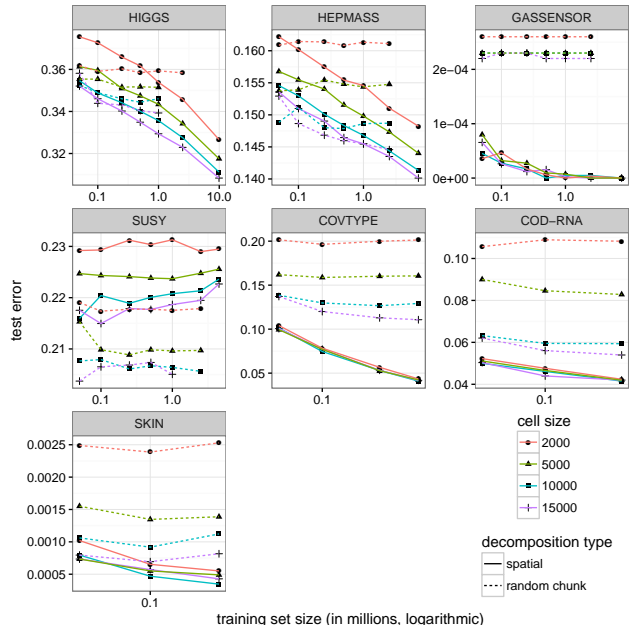 HIGGS
HEPMASS
GASSENSOR
0.36
0.34
0.32
0.1
1.0
10.0
0.160
0.155
0.150
0.145
0.140
0.1
1.0
2e−04
1e−04
0e+00
0.1
1.0
SUSY
COVTYPE
COD−RNA
0.23
0.22
0.21
0.1
1.0
0.20
0.15
0.10
0.05
0.1
0.10
0.08
0.06
0.04
0.1
SKIN
0.0025
0.0020
0.0015
0.0010
0.0005
0.1
test error
training set size (in millions, logarithmic)
cell size
2000
5000
10000
15000
decomposition type
spatial
random chunk